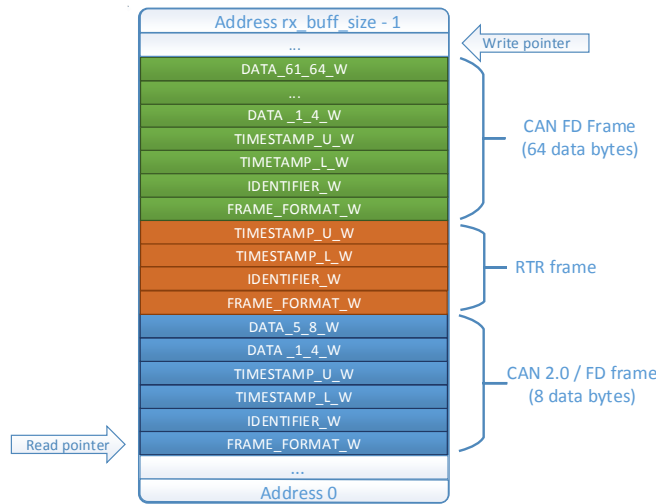 Address rx_buff_size - 1
...
Write pointer
DATA_61_64_W
...
DATA _1_4_W
TIMESTAMP_U_W
TIMETAMP_L_W
IDENTIFIER_W
FRAME_FORMAT_W
CAN FD Frame
(64 data bytes)
TIMESTAMP_U_W
TIMESTAMP_L_W
IDENTIFIER_W
FRAME_FORMAT_W
RTR frame
DATA_5_8_W
DATA _1_4_W
TIMESTAMP_U_W
TIMESTAMP_L_W
IDENTIFIER_W
FRAME_FORMAT_W
CAN 2.0 / FD frame
(8 data bytes)
Read pointer
...
Address 0